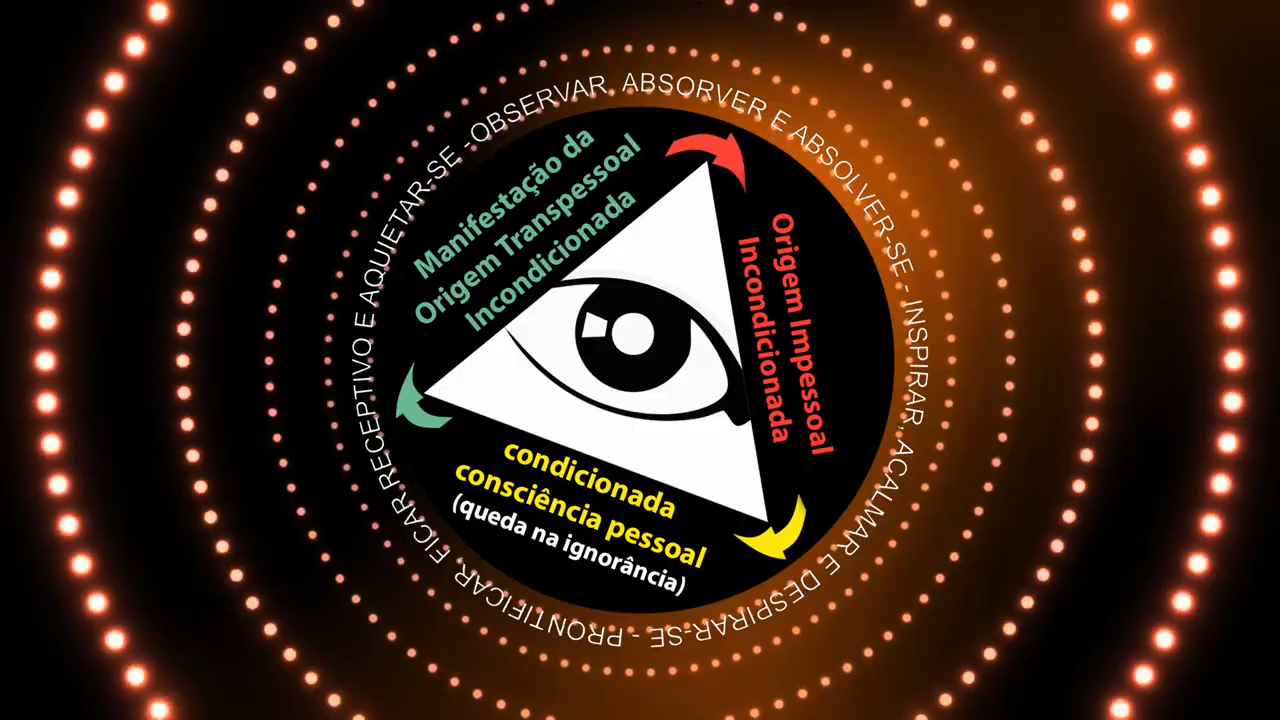 OBSERVAR, ABSORVER E ABSOLVER-SE - INSPIRAR, ACALMAR E DESPIRAR-SE - PRONTIFICAR, FICAR RECEPTIVO E AQUIETAR-SE -
Manifestação da
Origem Transpessoal
Incondicionada
Origem Impessoal
Incondicionada
condicionada
consciência pessoal
(queda na ignorância)